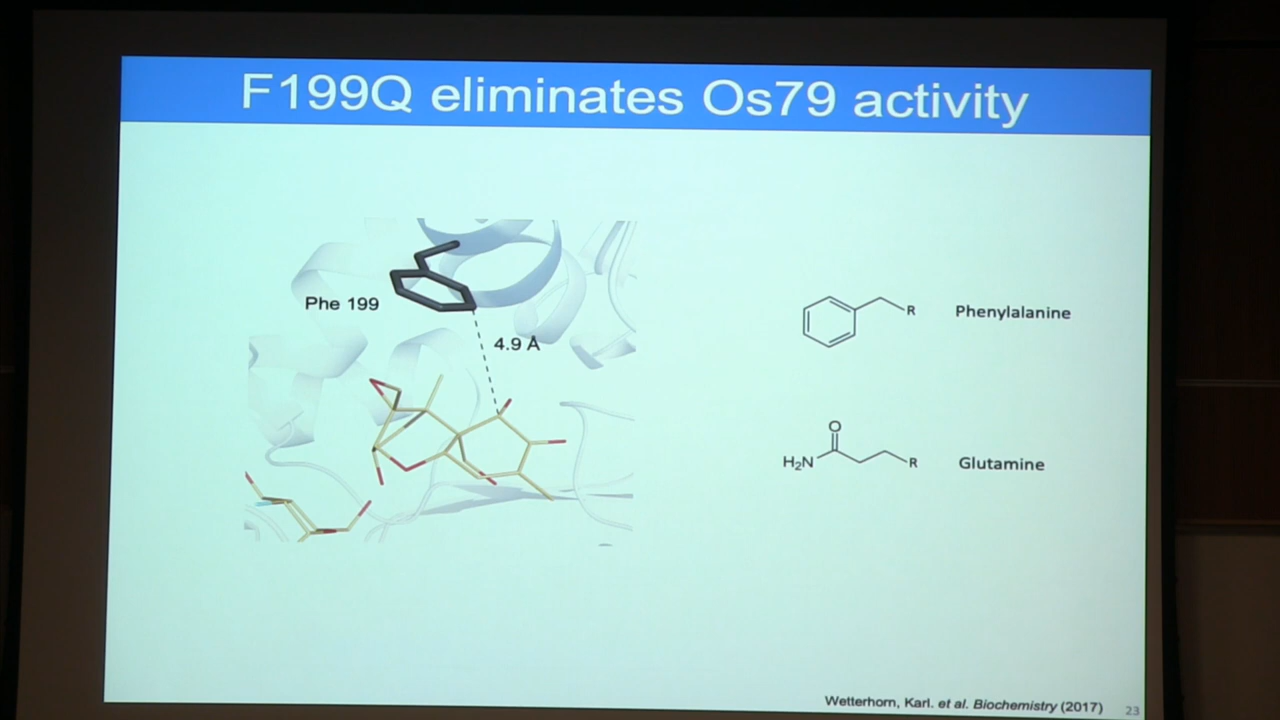 F199Q eliminates Os79 activity
Phe 199
4.9 Å
R
Phenylalanine
O
H₂N
R
Glutamine
Wetterhorn, Karl. et al. Biochemistry (2017)
23